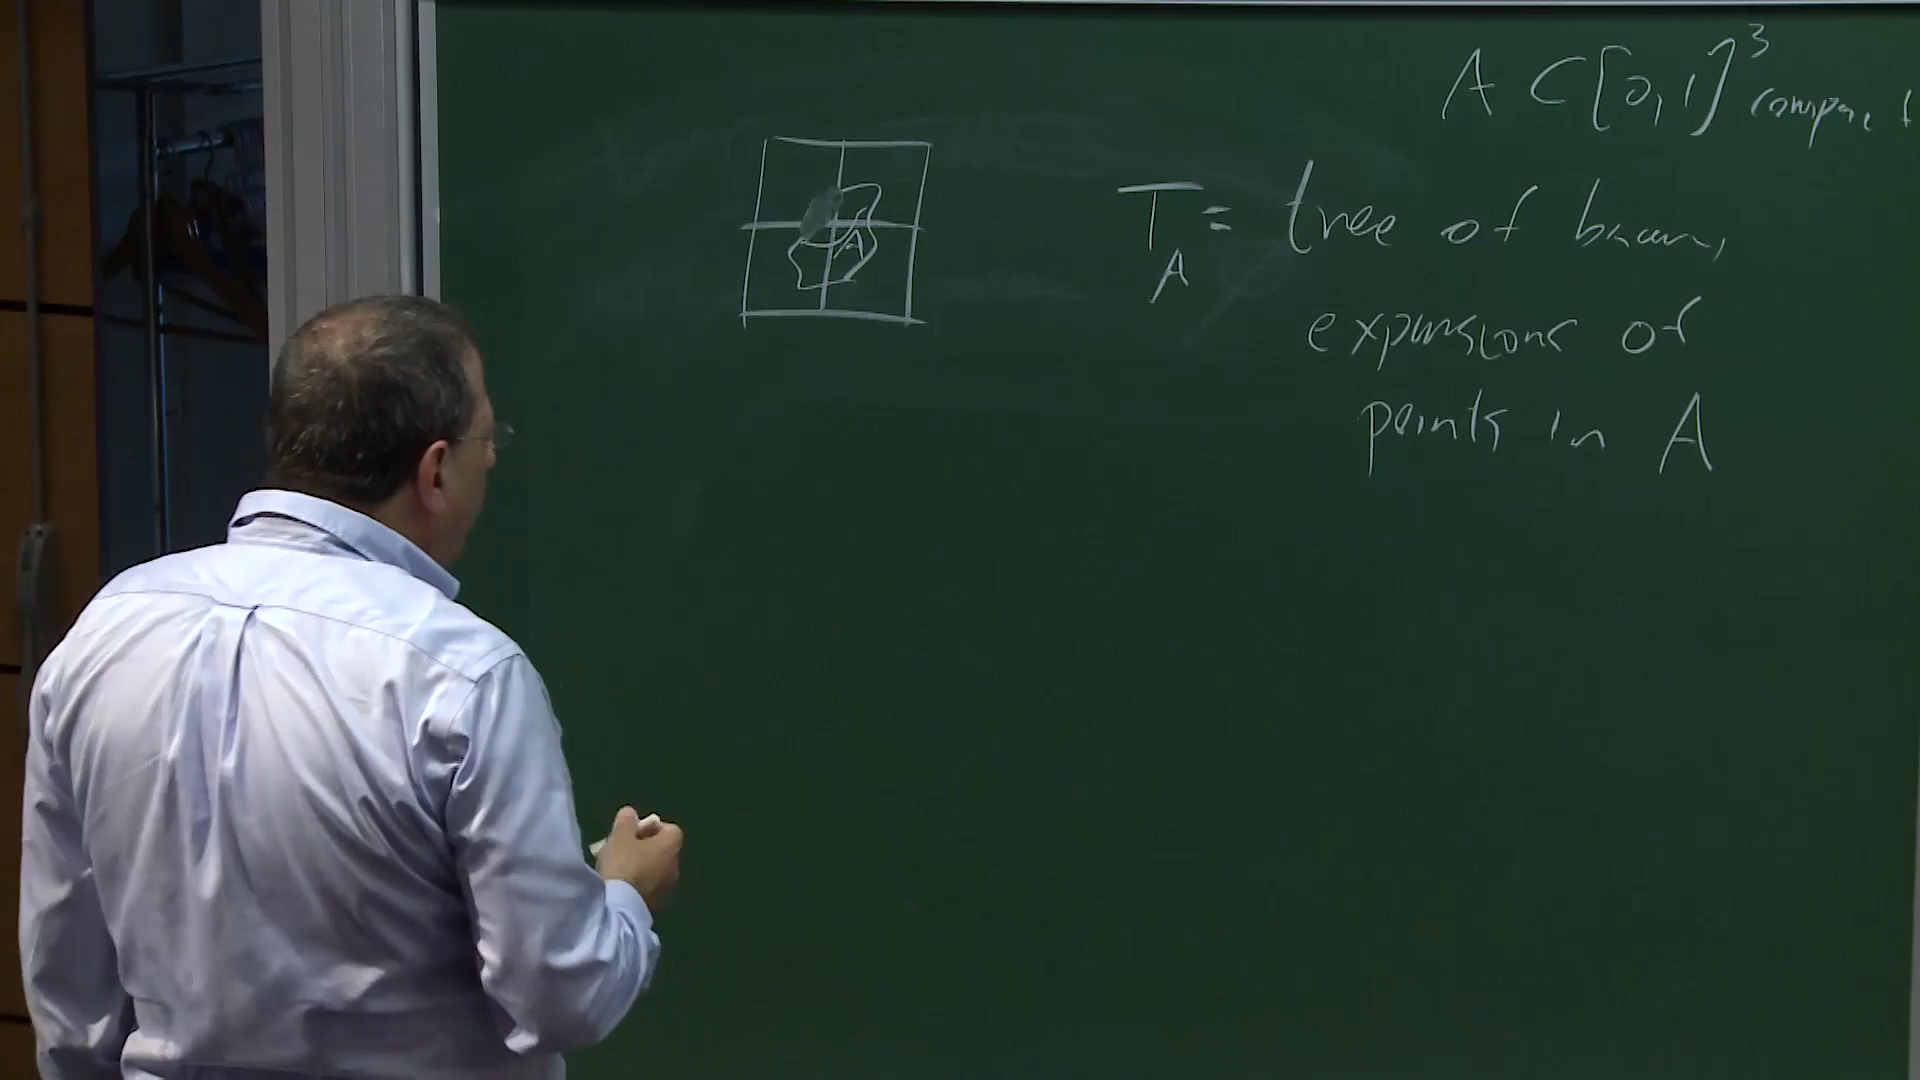 A ⊂ [0,1]³ compact
A
T_A = tree of binary
expansions of
points in A